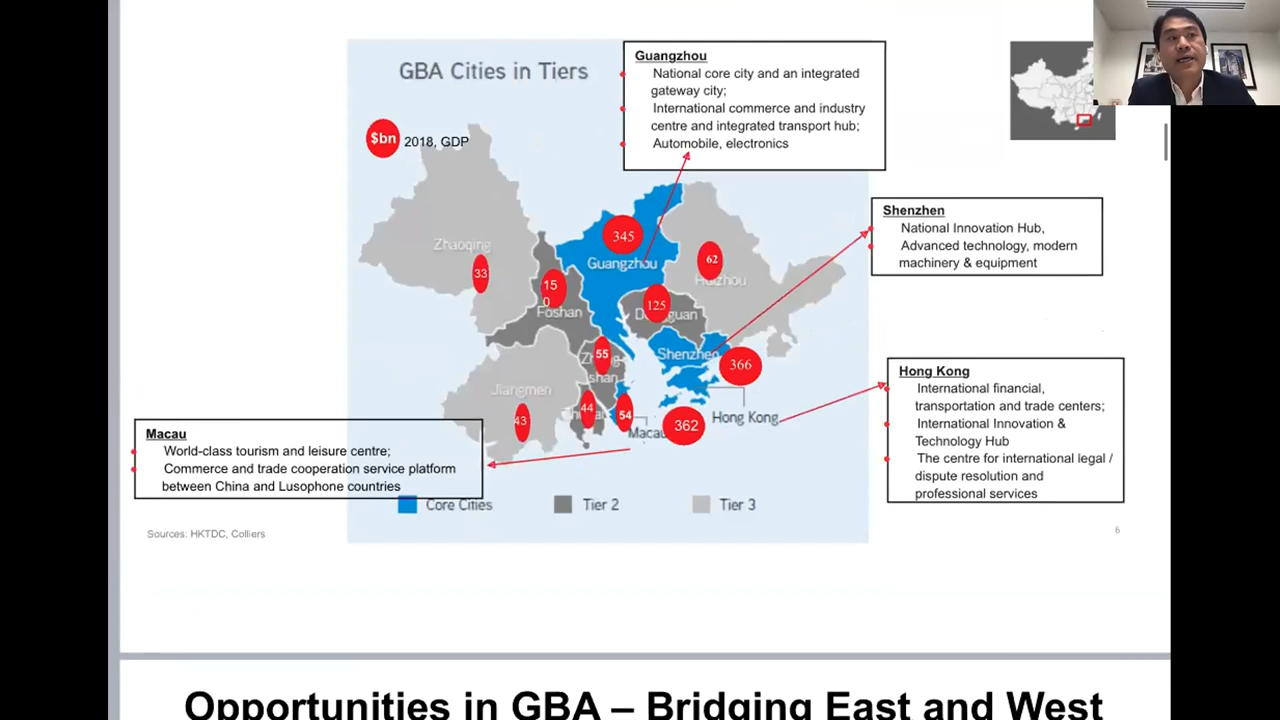 GBA Cities in Tiers
$bn 2018, GDP
Guangzhou
National core city and an integrated
gateway city;
International commerce and industry
centre and integrated transport hub;
Automobile, electronics
Shenzhen
National Innovation Hub,
Advanced technology, modern
machinery & equipment
Hong Kong
International financial,
transportation and trade centers;
International Innovation &
Technology Hub
The centre for international legal /
dispute resolution and
professional services
Macau
World-class tourism and leisure centre;
Commerce and trade cooperation service platform
between China and Lusophone countries
Zhaoqing
33
15
0
Foshan
345
Guangzhou
62
125
Shenzhen
366
55
shan
Jiangmen
43
44
54
Macau
362
Hong Kong
Core Cities
Tier 2
Tier 3
Sources: HKTDC, Colliers
6
Opportunities in GBA – Bridging East and West